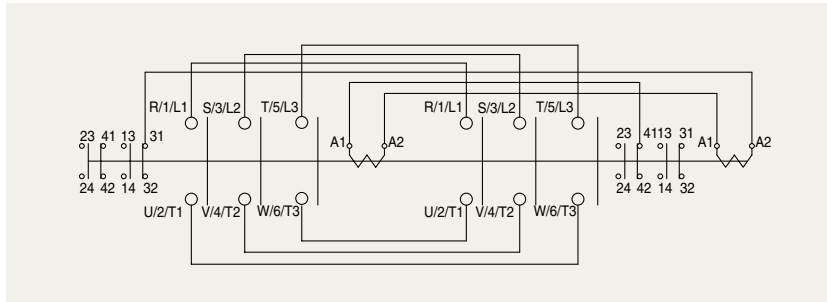 R/1/L1 S/3/L2 T/5/L3 R/1/L1 S/3/L2 T/5/L3
23 41 13 31 A1 A2 23 4113 31 A1 A2
24 42 14 32 24 42 14 32
U/2/T1 V/4/T2 W/6/T3 U/2/T1 V/4/T2 W/6/T3